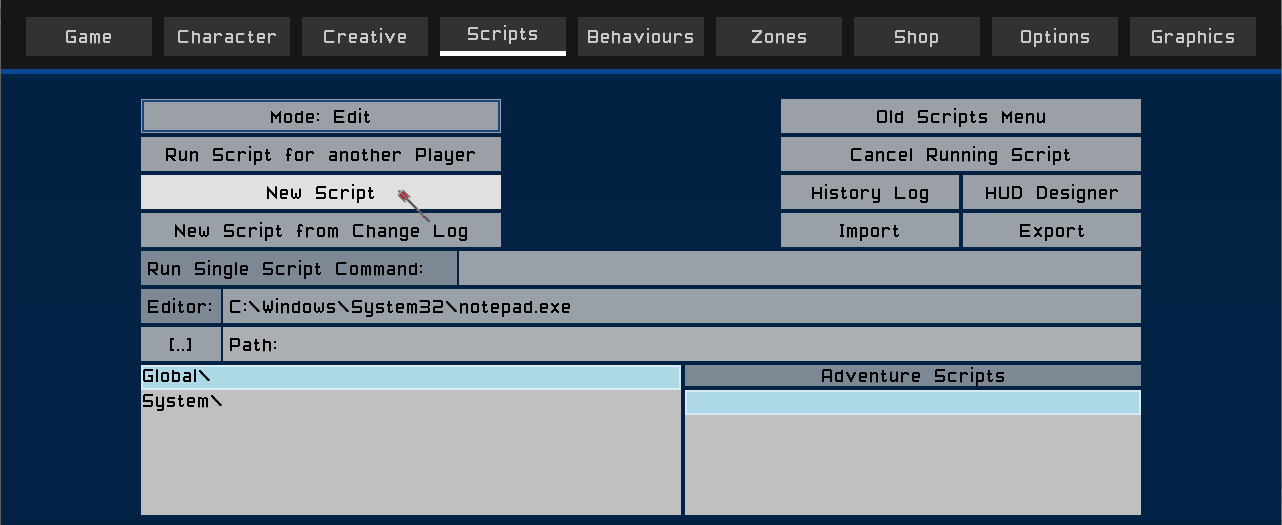 Game Character Creative Scripts Behaviours Zones Shop Options Graphics
Mode: Edit Old Scripts Menu
Run Script for another Player Cancel Running Script
New Script History Log HUD Designer
New Script from Change Log Import Export
Run Single Script Command:
Editor: C:\Windows\System32\notepad.exe
[..] Path:
Global\ Adventure Scripts
System\